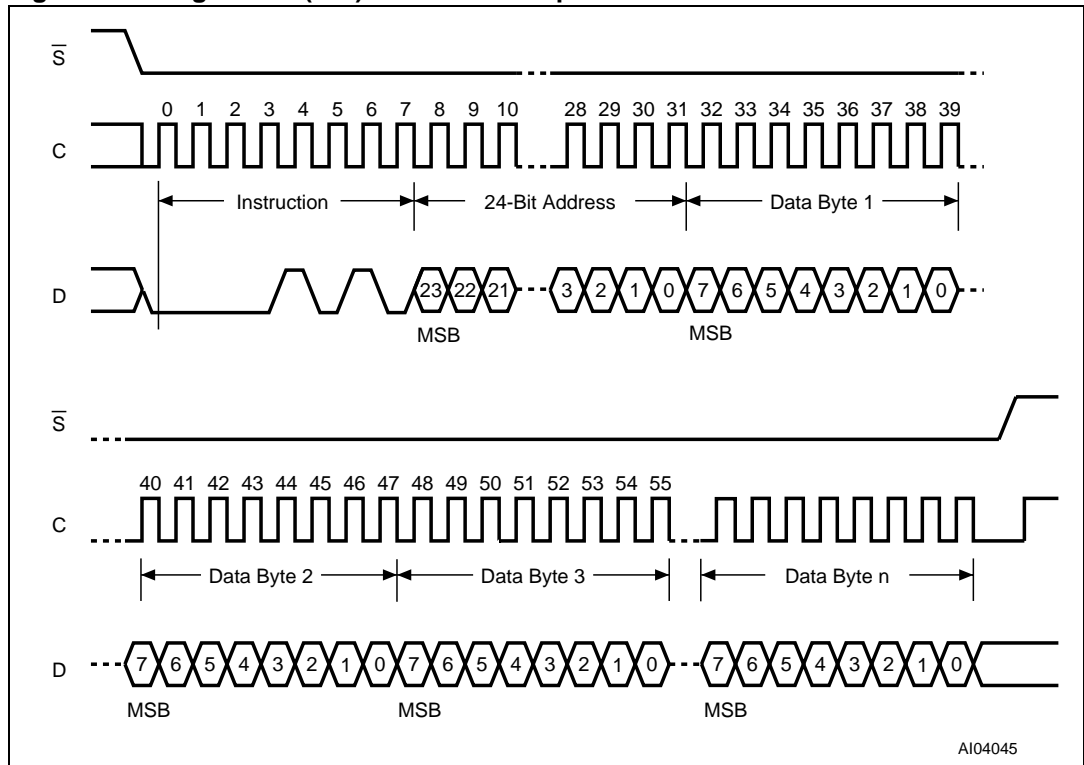 S
0 1 2 3 4 5 6 7 8 9 10 28 29 30 31 32 33 34 35 36 37 38 39
C
Instruction 24-Bit Address Data Byte 1
D 23 22 21 3 2 1 0 7 6 5 4 3 2 1 0
MSB MSB
S
40 41 42 43 44 45 46 47 48 49 50 51 52 53 54 55
C
Data Byte 2 Data Byte 3 Data Byte n
D 7 6 5 4 3 2 1 0 7 6 5 4 3 2 1 0 7 6 5 4 3 2 1 0
MSB MSB MSB
AI04045